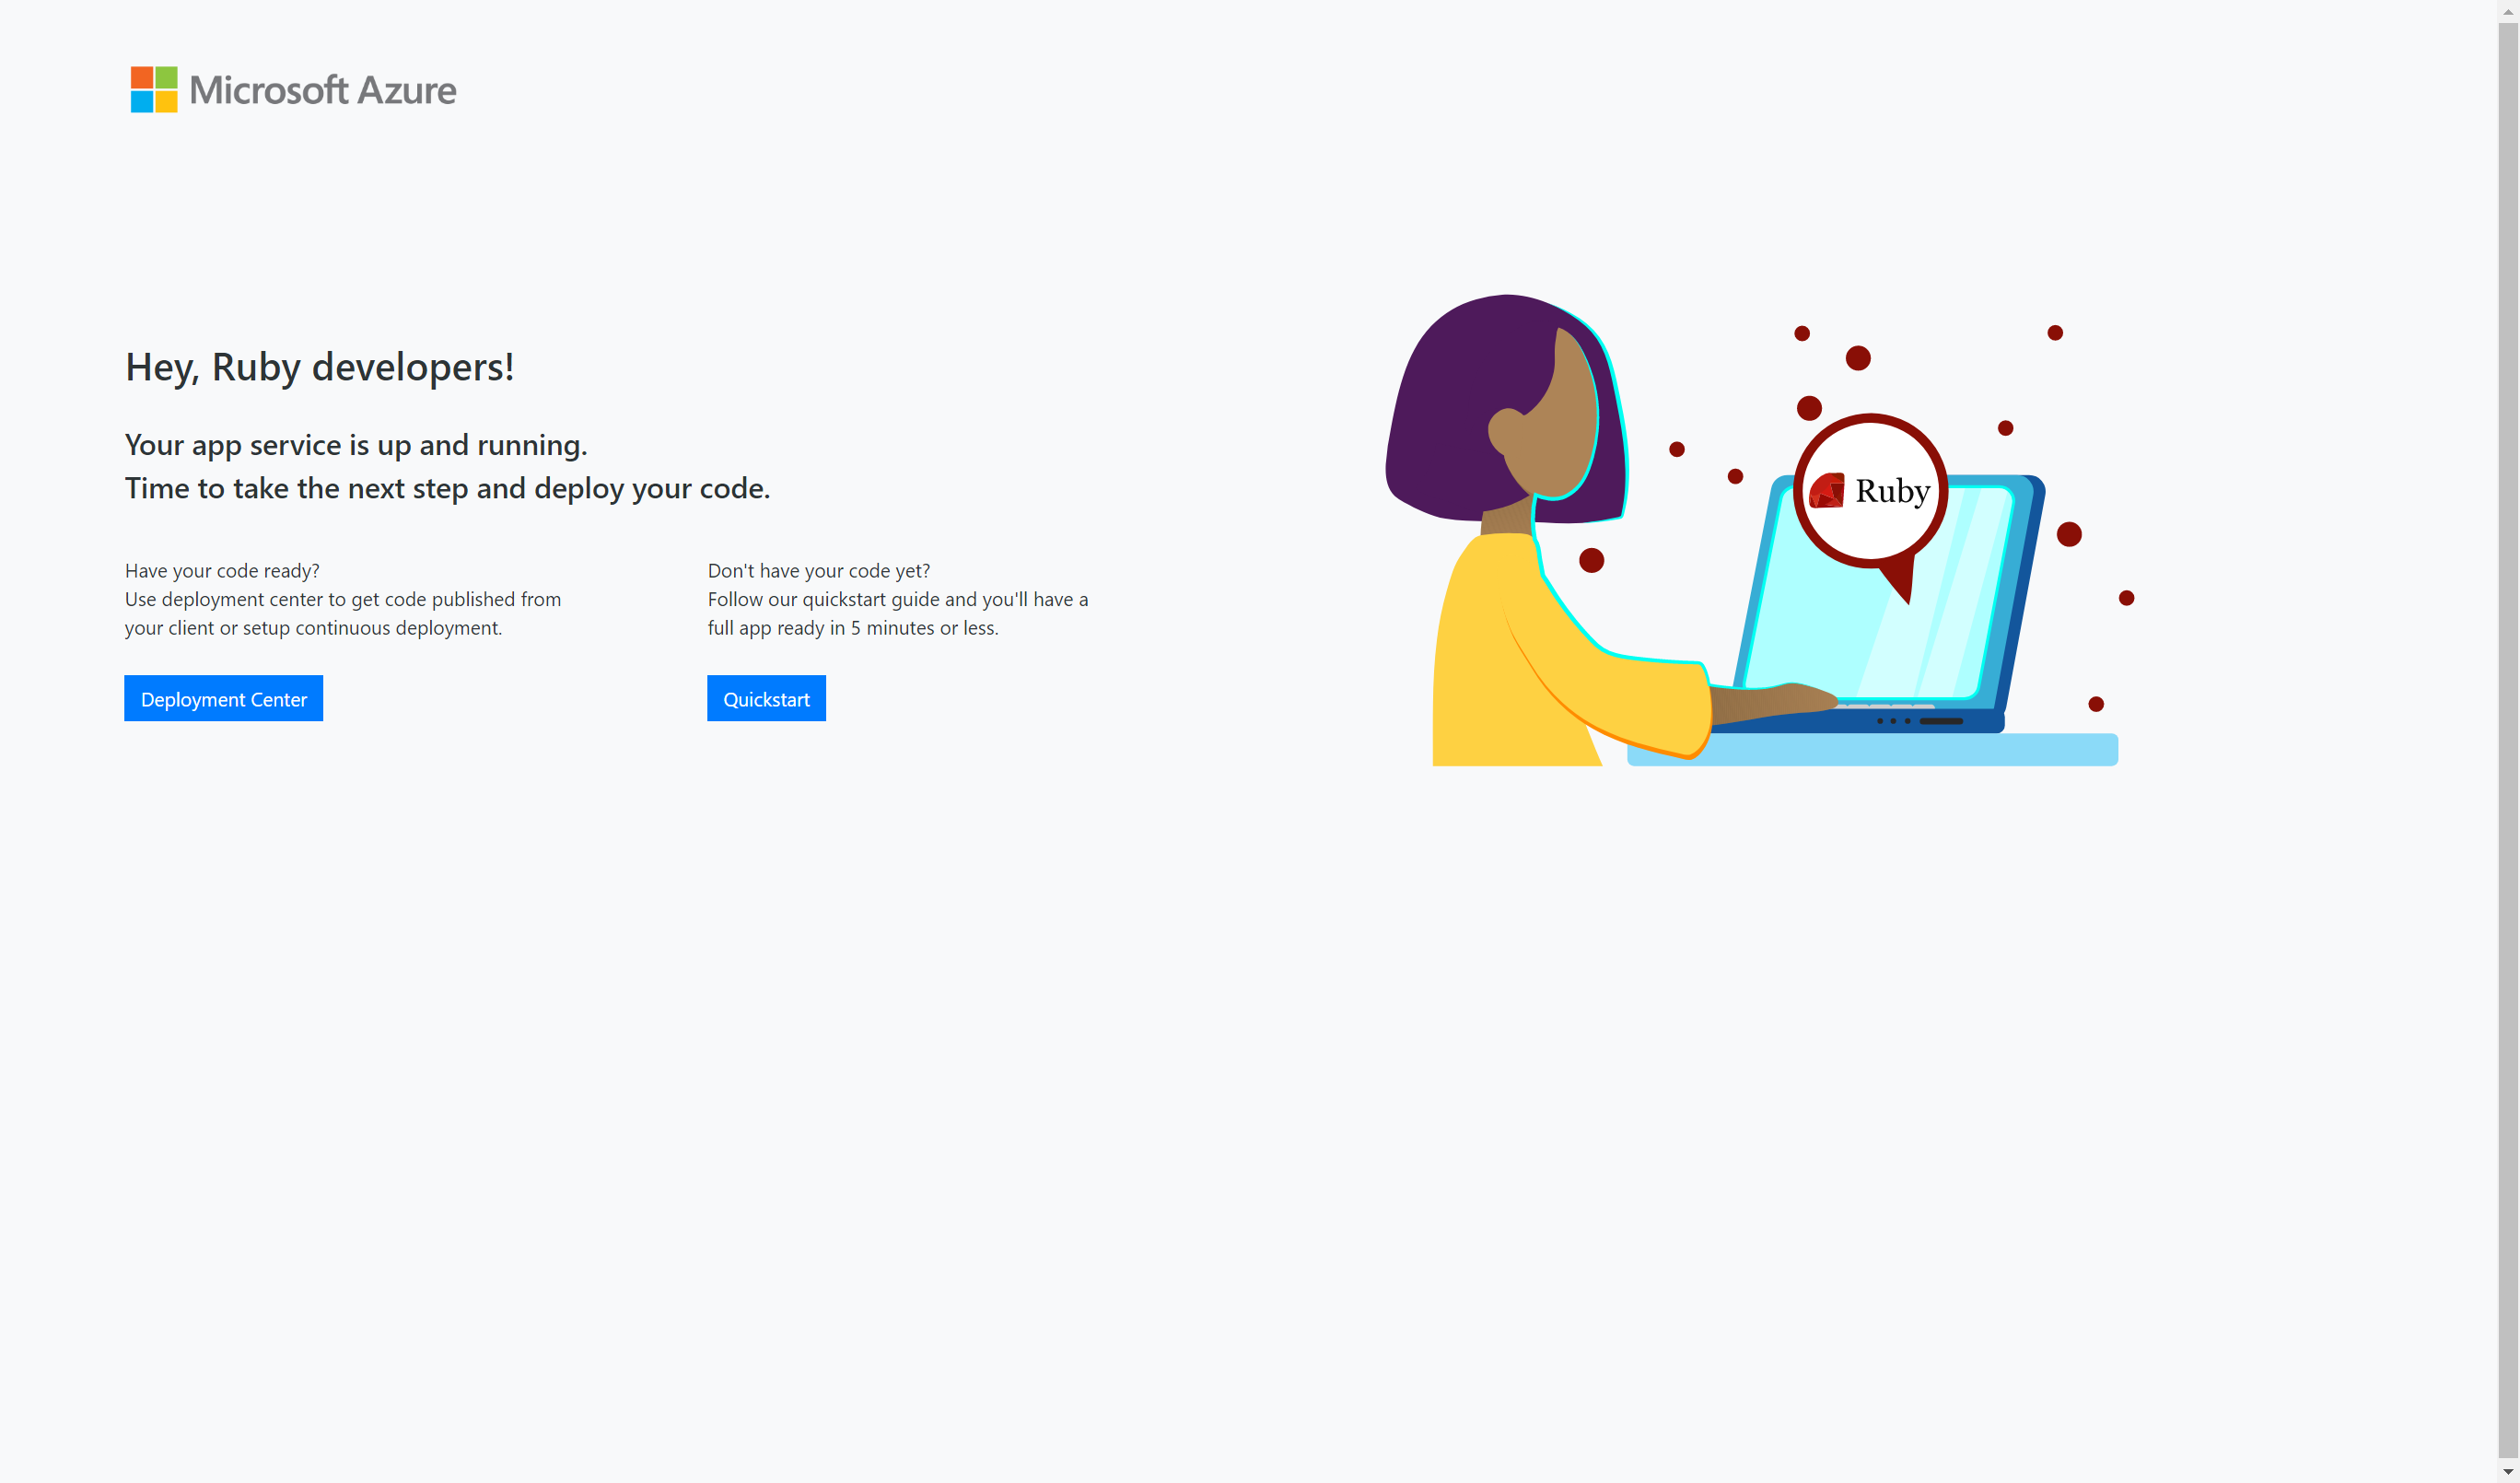 Microsoft Azure
Hey, Ruby developers!
Your app service is up and running.
Time to take the next step and deploy your code.
Have your code ready?
Use deployment center to get code published from
your client or setup continuous deployment.
Deployment Center
Don't have your code yet?
Follow our quickstart guide and you'll have a
full app ready in 5 minutes or less.
Quickstart
Ruby